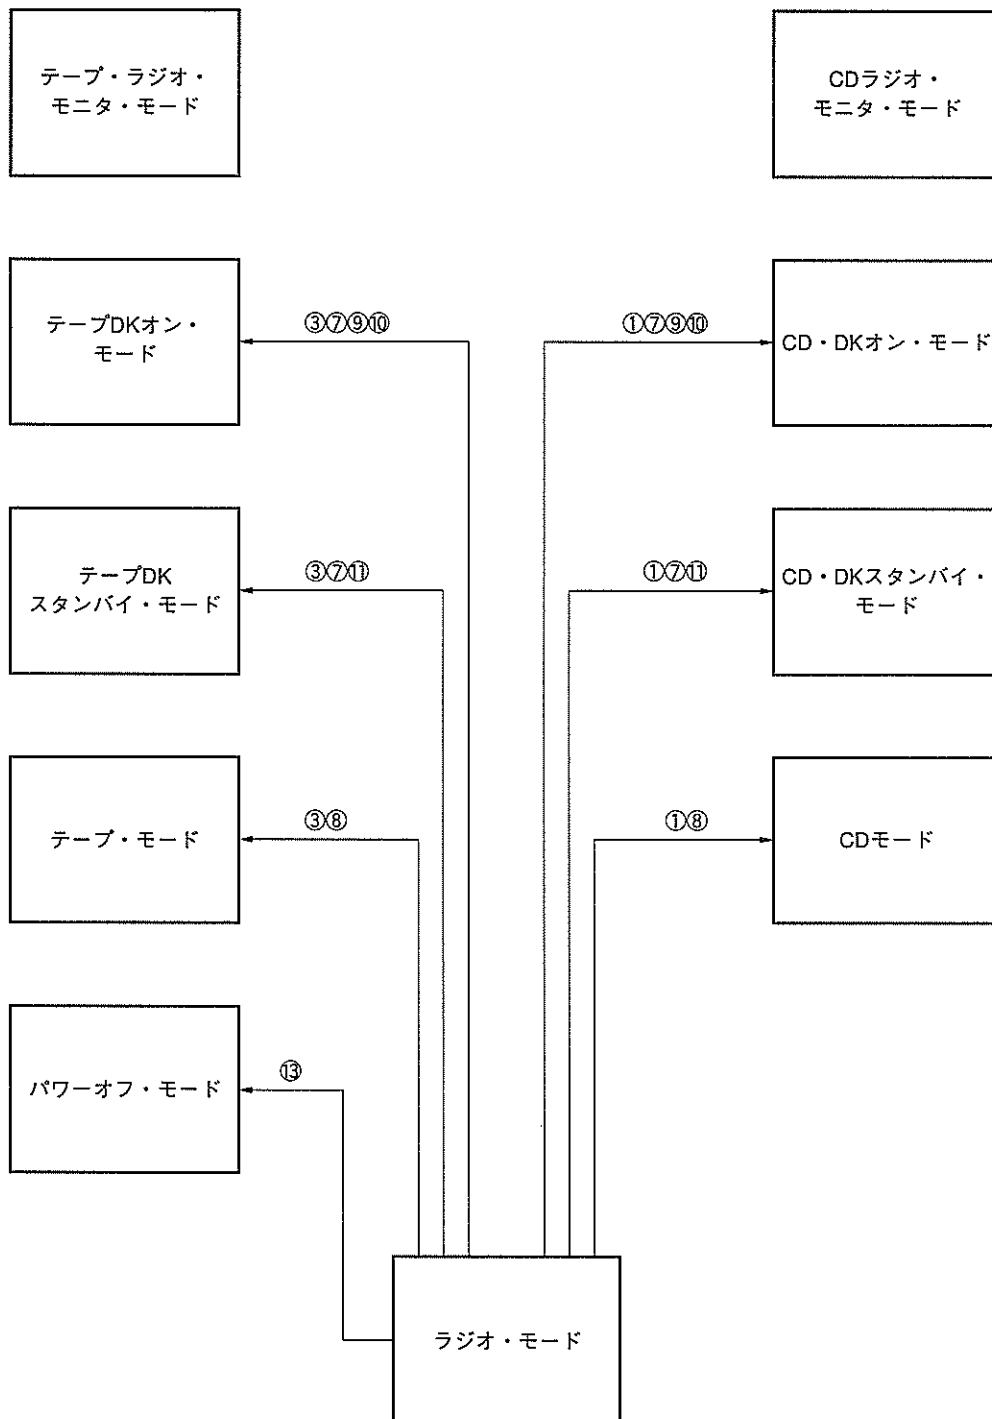 テープ・ラジオ・
モニタ・モード
CDラジオ・
モニタ・モード
テープDKオン・
モード
③⑦⑨⑩
①⑦⑨⑩
CD・DKオン・モード
テープDK
スタンバイ・モード
③⑦⑪
①⑦⑪
CD・DKスタンバイ・
モード
テープ・モード
③⑧
①⑧
CDモード
パワーオフ・モード
⑬
ラジオ・モード